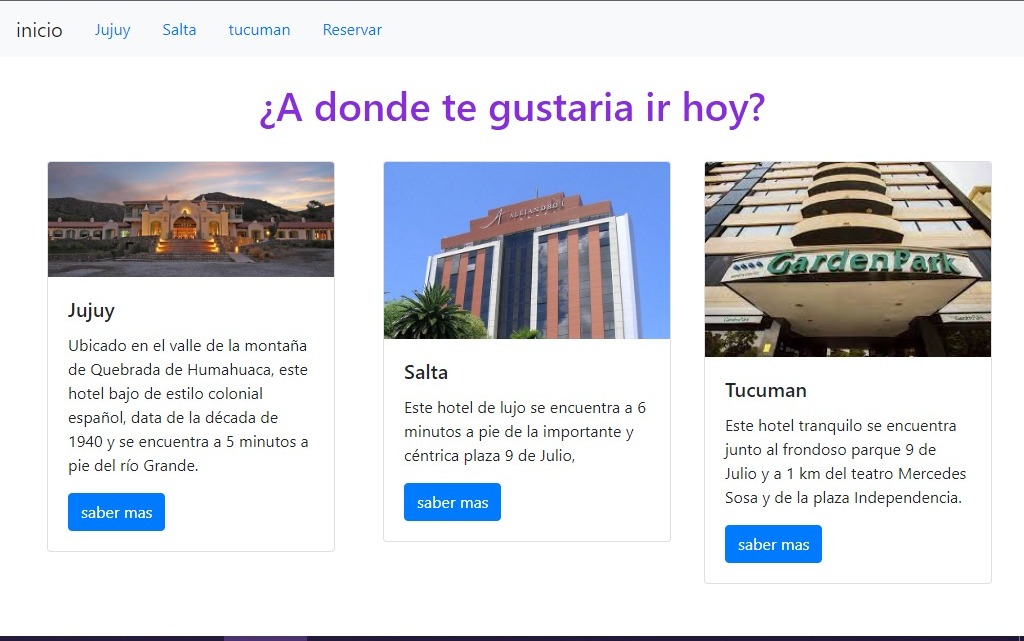 inicio Jujuy Salta tucuman Reservar
¿A donde te gustaria ir hoy?
Jujuy
Ubicado en el valle de la montaña
de Quebrada de Humahuaca, este
hotel bajo de estilo colonial
español, data de la década de
1940 y se encuentra a 5 minutos a
pie del río Grande.
saber mas
ALEJANDRO I
Salta
Este hotel de lujo se encuentra a 6
minutos a pie de la importante y
céntrica plaza 9 de Julio,
saber mas
GardenPark
Tucuman
Este hotel tranquilo se encuentra
junto al frondoso parque 9 de
Julio y a 1 km del teatro Mercedes
Sosa y de la plaza Independencia.
saber mas